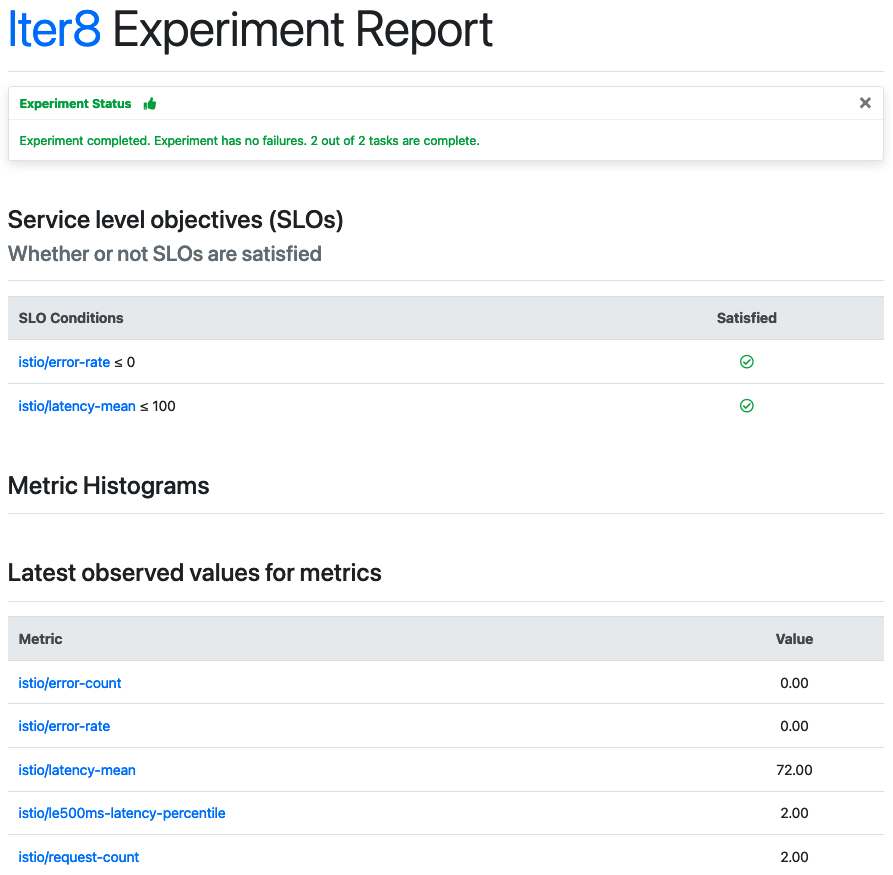 Iter8 Experiment Report
Experiment Status
Experiment completed. Experiment has no failures. 2 out of 2 tasks are complete.
Service level objectives (SLOs)
Whether or not SLOs are satisfied
SLO Conditions Satisfied
istio/error-rate ≤ 0
istio/latency-mean ≤ 100
Metric Histograms
Latest observed values for metrics
Metric Value
istio/error-count 0.00
istio/error-rate 0.00
istio/latency-mean 72.00
istio/le500ms-latency-percentile 2.00
istio/request-count 2.00